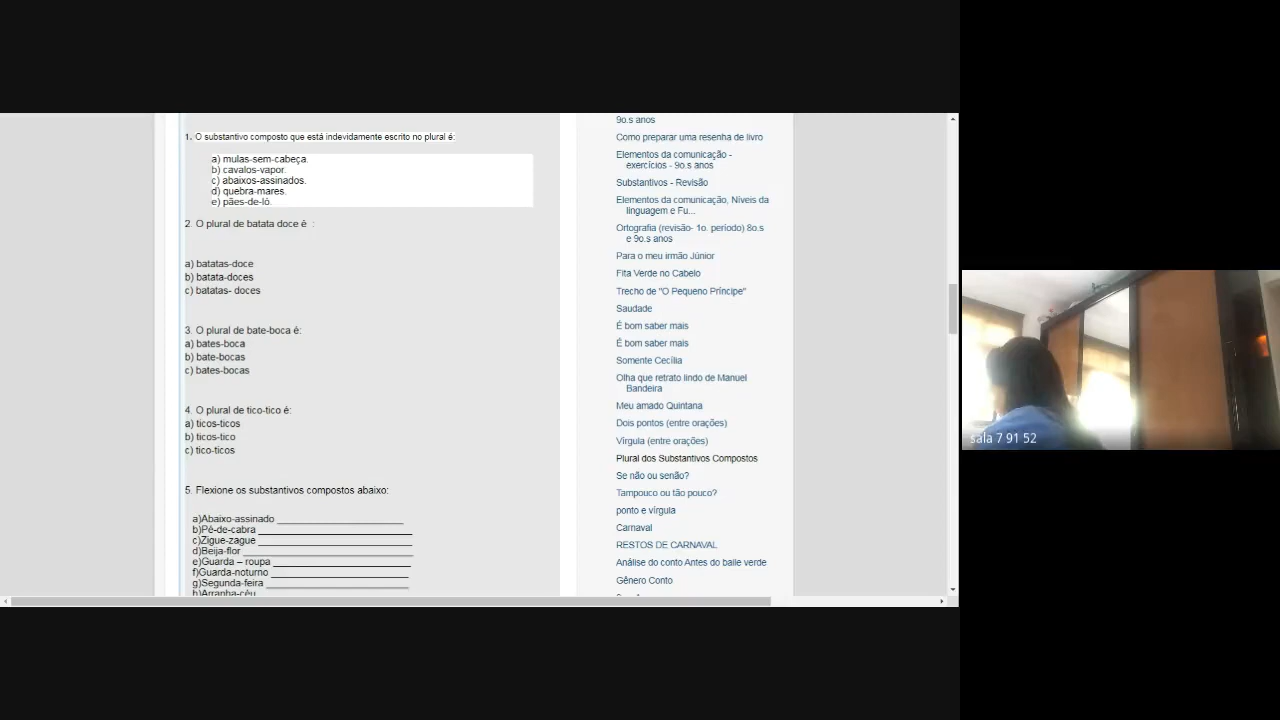 1. O substantivo composto que está indevidamente escrito no plural é:
a) mulas-sem-cabeça.
b) cavalos-vapor.
c) abaixos-assinados.
d) quebra-mares.
e) pães-de-ló.
2. O plural de batata doce é :
a) batatas-doce
b) batata-doces
c) batatas- doces
3. O plural de bate-boca é:
a) bates-boca
b) bate-bocas
c) bates-bocas
4. O plural de tico-tico é:
a) ticos-ticos
b) ticos-tico
c) tico-ticos
5. Flexione os substantivos compostos abaixo:
a)Abaixo-assinado ____________________
b)Pé-de-cabra ____________________
c)Zigue-zague ____________________
d)Beija-flor ____________________
e)Guarda – roupa ____________________
f)Guarda-noturno ____________________
g)Segunda-feira ____________________
h)Arranha-céu
9o.s anos
Como preparar uma resenha de livro
Elementos da comunicação -
exercícios - 9o.s anos
Substantivos - Revisão
Elementos da comunicação, Níveis da
linguagem e Fu...
Ortografia (revisão- 1o. período) 8o.s
e 9o.s anos
Para o meu irmão Júnior
Fita Verde no Cabelo
Trecho de "O Pequeno Príncipe"
Saudade
É bom saber mais
É bom saber mais
Somente Cecília
Olha que retrato lindo de Manuel
Bandeira
Meu amado Quintana
Dois pontos (entre orações)
Vírgula (entre orações)
Plural dos Substantivos Compostos
Se não ou senão?
Tampouco ou tão pouco?
ponto e vírgula
Carnaval
RESTOS DE CARNAVAL
Análise do conto Antes do baile verde
Gênero Conto
sala 7 91 52